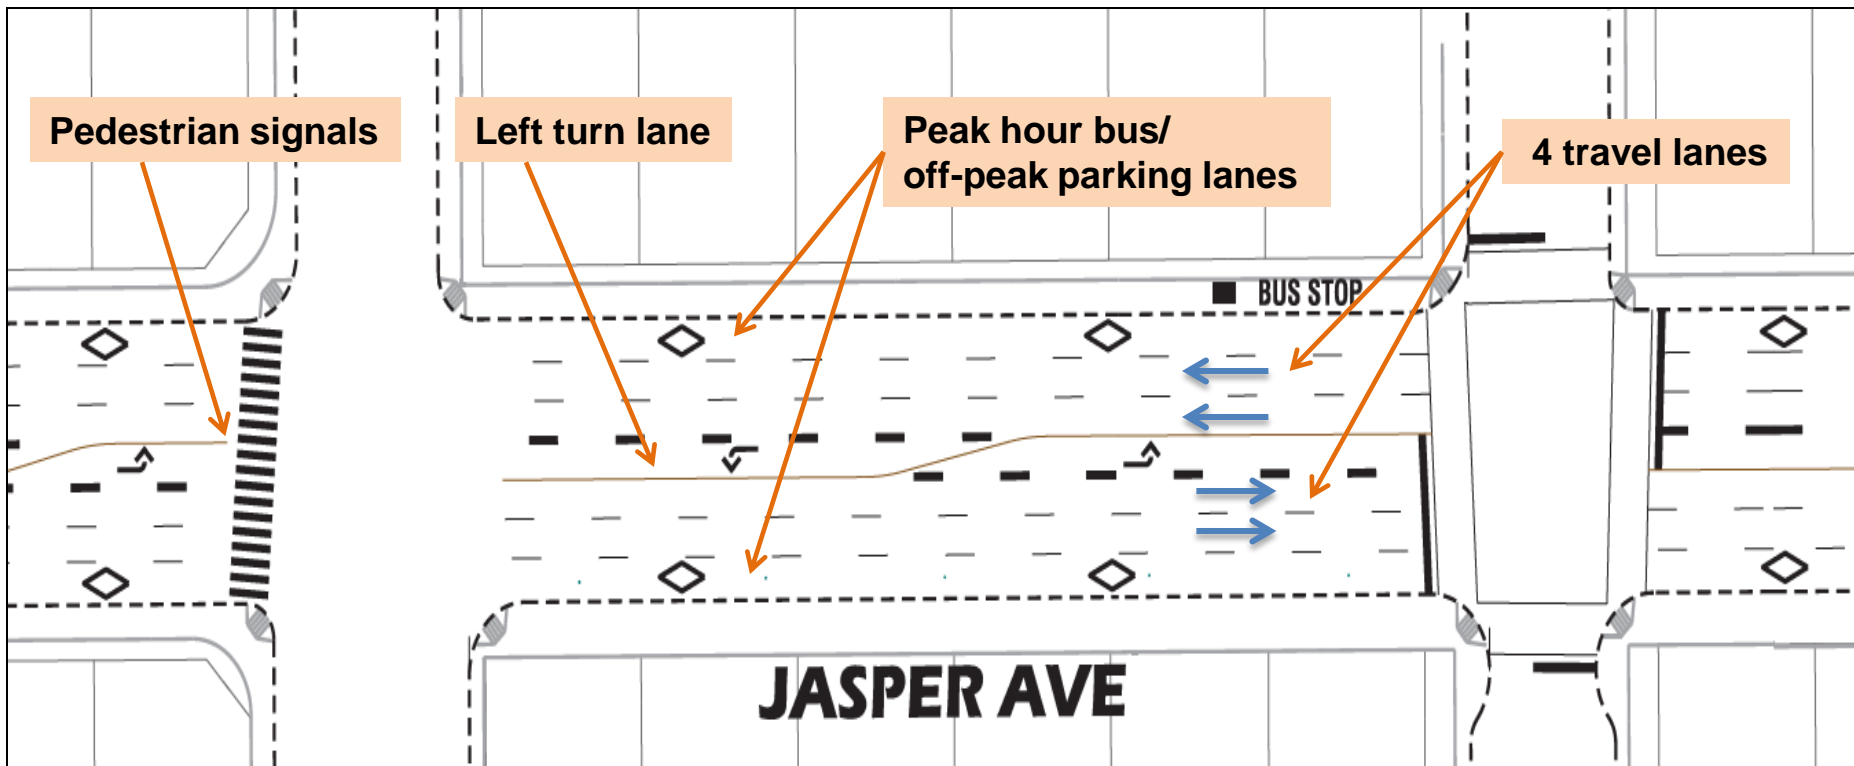 Pedestrian signals
Left turn lane
Peak hour bus/
off-peak parking lanes
4 travel lanes
BUS STOP
JASPER AVE